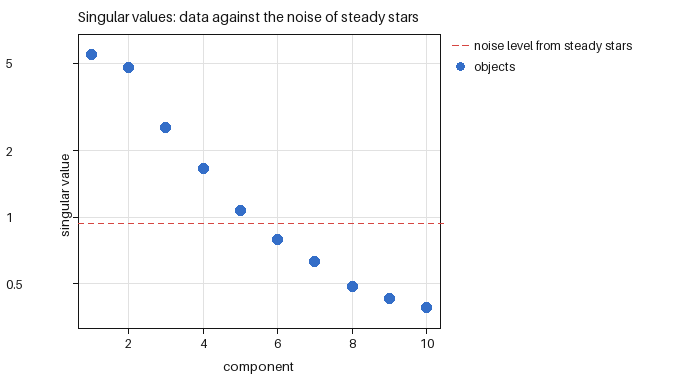 Singular values: data against the noise of steady stars
noise level from steady stars
objects
5
2
1
0.5
singular value
2
4
6
8
10
component